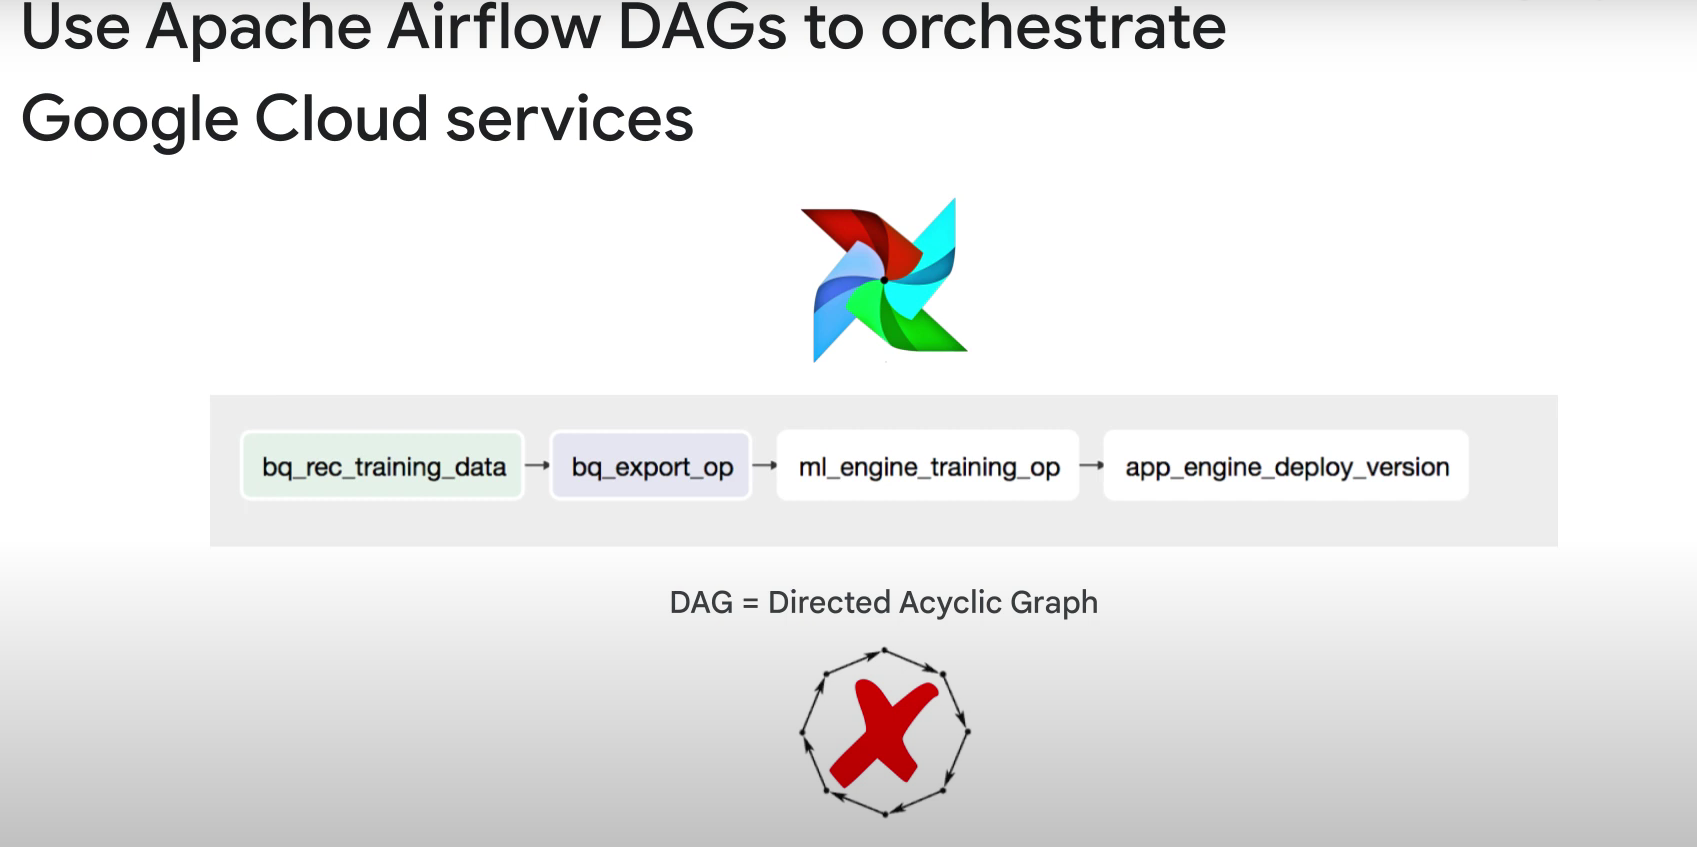 Use Apache Airflow DAGs to orchestrate
Google Cloud services
bq_rec_training_data
bq_export_op
ml_engine_training_op
app_engine_deploy_version
DAG = Directed Acyclic Graph